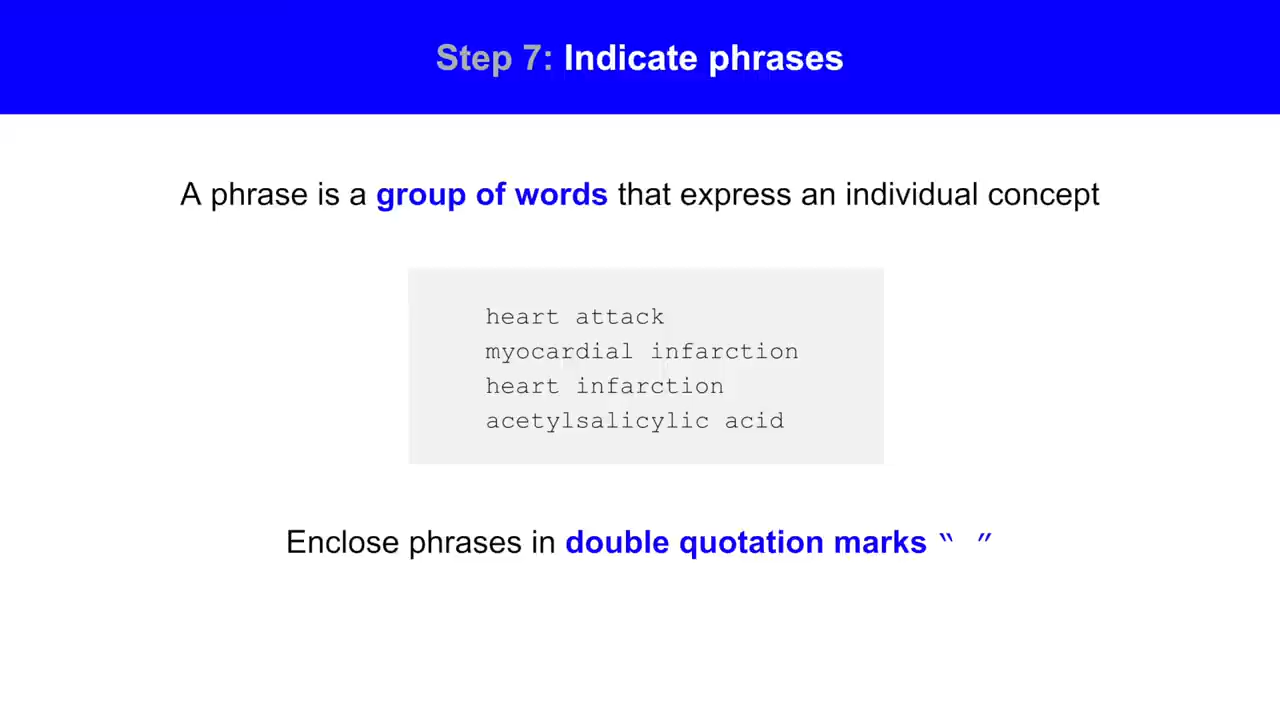 Step 7: Indicate phrases
A phrase is a group of words that express an individual concept
heart attack
myocardial infarction
heart infarction
acetylsalicylic acid
Enclose phrases in double quotation marks “ ”